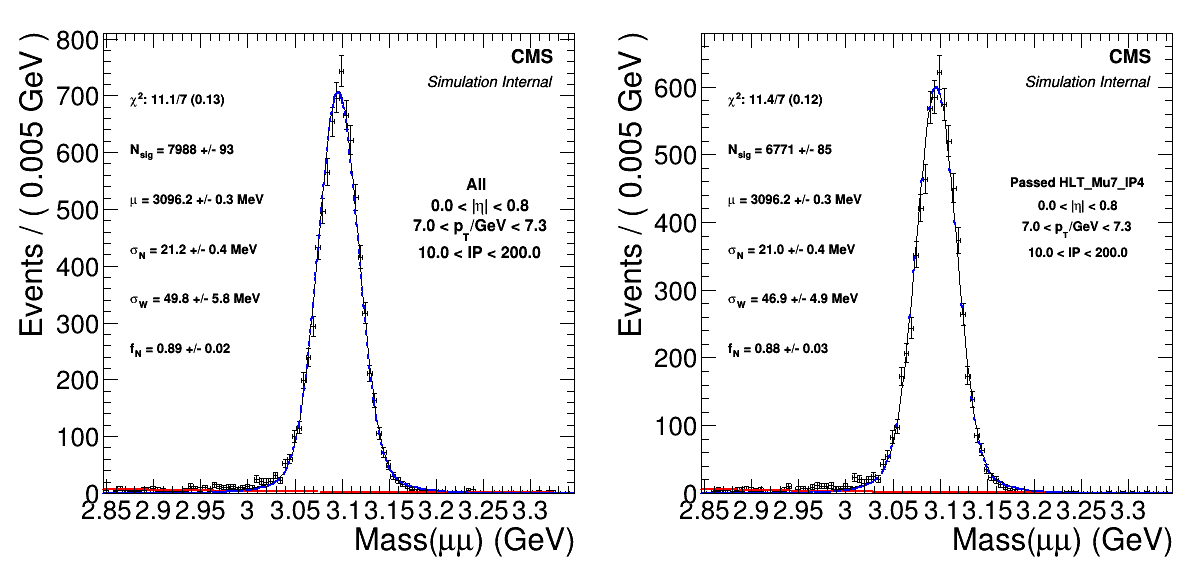 Events / ( 0.005 GeV )
800
700
600
500
400
300
200
100
0
CMS
Simulation Internal
χ²: 11.1/7 (0.13)
N_sig = 7988 +/- 93
μ = 3096.2 +/- 0.3 MeV
σ_N = 21.2 +/- 0.4 MeV
σ_W = 49.8 +/- 5.8 MeV
f_N = 0.89 +/- 0.02
All
0.0 < |η| < 0.8
7.0 < p_T/GeV < 7.3
10.0 < IP < 200.0
2.85 2.9 2.95 3 3.05 3.1 3.15 3.2 3.25 3.3
Mass(μμ) (GeV)
Events / ( 0.005 GeV )
600
500
400
300
200
100
0
CMS
Simulation Internal
χ²: 11.4/7 (0.12)
N_sig = 6771 +/- 85
μ = 3096.2 +/- 0.3 MeV
σ_N = 21.0 +/- 0.4 MeV
σ_W = 46.9 +/- 4.9 MeV
f_N = 0.88 +/- 0.03
Passed HLT_Mu7_IP4
0.0 < |η| < 0.8
7.0 < p_T/GeV < 7.3
10.0 < IP < 200.0
2.85 2.9 2.95 3 3.05 3.1 3.15 3.2 3.25 3.3
Mass(μμ) (GeV)